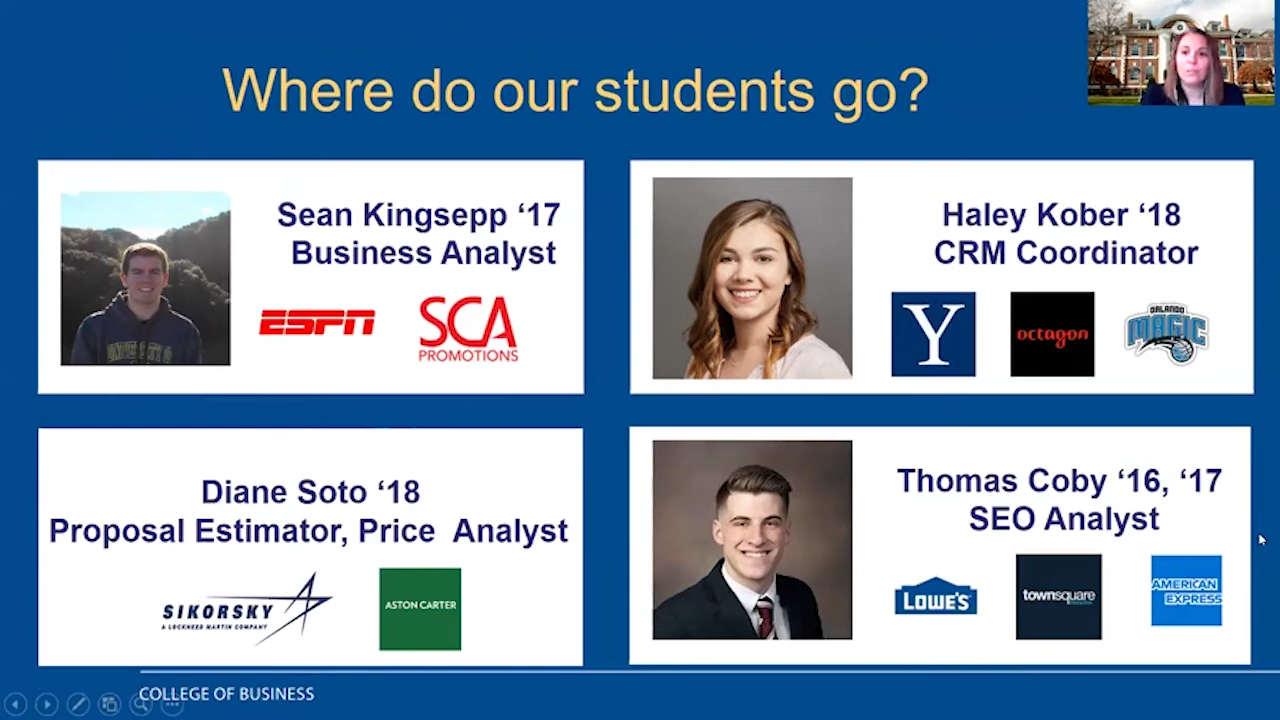 Where do our students go?
Sean Kingsepp ‘17
Business Analyst
ESPN
SCA
PROMOTIONS
UNIVERSITY
Haley Kober ‘18
CRM Coordinator
Y
octagon
ORLANDO
MAGIC
Diane Soto ‘18
Proposal Estimator, Price Analyst
SIKORSKY
A LOCKHEED MARTIN COMPANY
ASTON CARTER
Thomas Coby ‘16, ‘17
SEO Analyst
LOWE'S
townsquare
AMERICAN
EXPRESS
COLLEGE OF BUSINESS